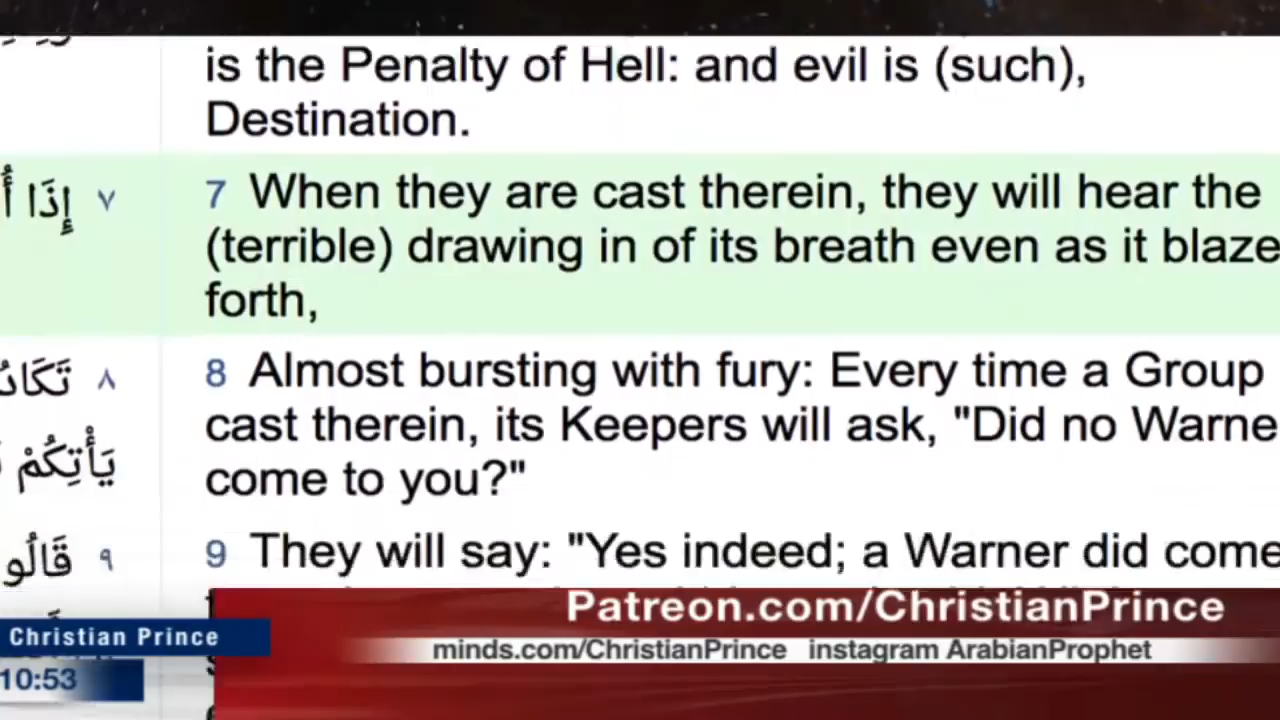 is the Penalty of Hell: and evil is (such),
Destination.
إِذَا أُ ٧
7 When they are cast therein, they will hear the
(terrible) drawing in of its breath even as it blaze
forth,
٨
8 Almost bursting with fury: Every time a Group
cast therein, its Keepers will ask, "Did no Warne
يَأْتِكُمْ
come to you?"
٩
9 They will say: "Yes indeed; a Warner did come
Patreon.com/ChristianPrince
Christian Prince
minds.com/ChristianPrince instagram ArabianProphet
10:53